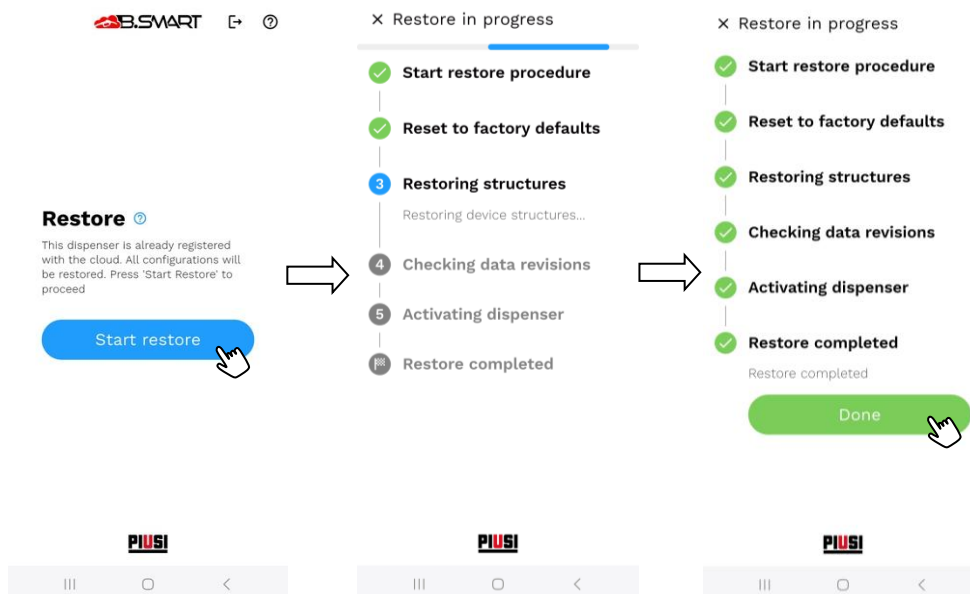 B.SMART
Restore
This dispenser is already registered
with the cloud. All configurations will
be restored. Press 'Start Restore' to
proceed
Start restore
PIUSI
Restore in progress
Start restore procedure
Reset to factory defaults
3 Restoring structures
Restoring device structures...
4 Checking data revisions
5 Activating dispenser
Restore completed
PIUSI
Restore in progress
Start restore procedure
Reset to factory defaults
Restoring structures
Checking data revisions
Activating dispenser
Restore completed
Restore completed
Done
PIUSI